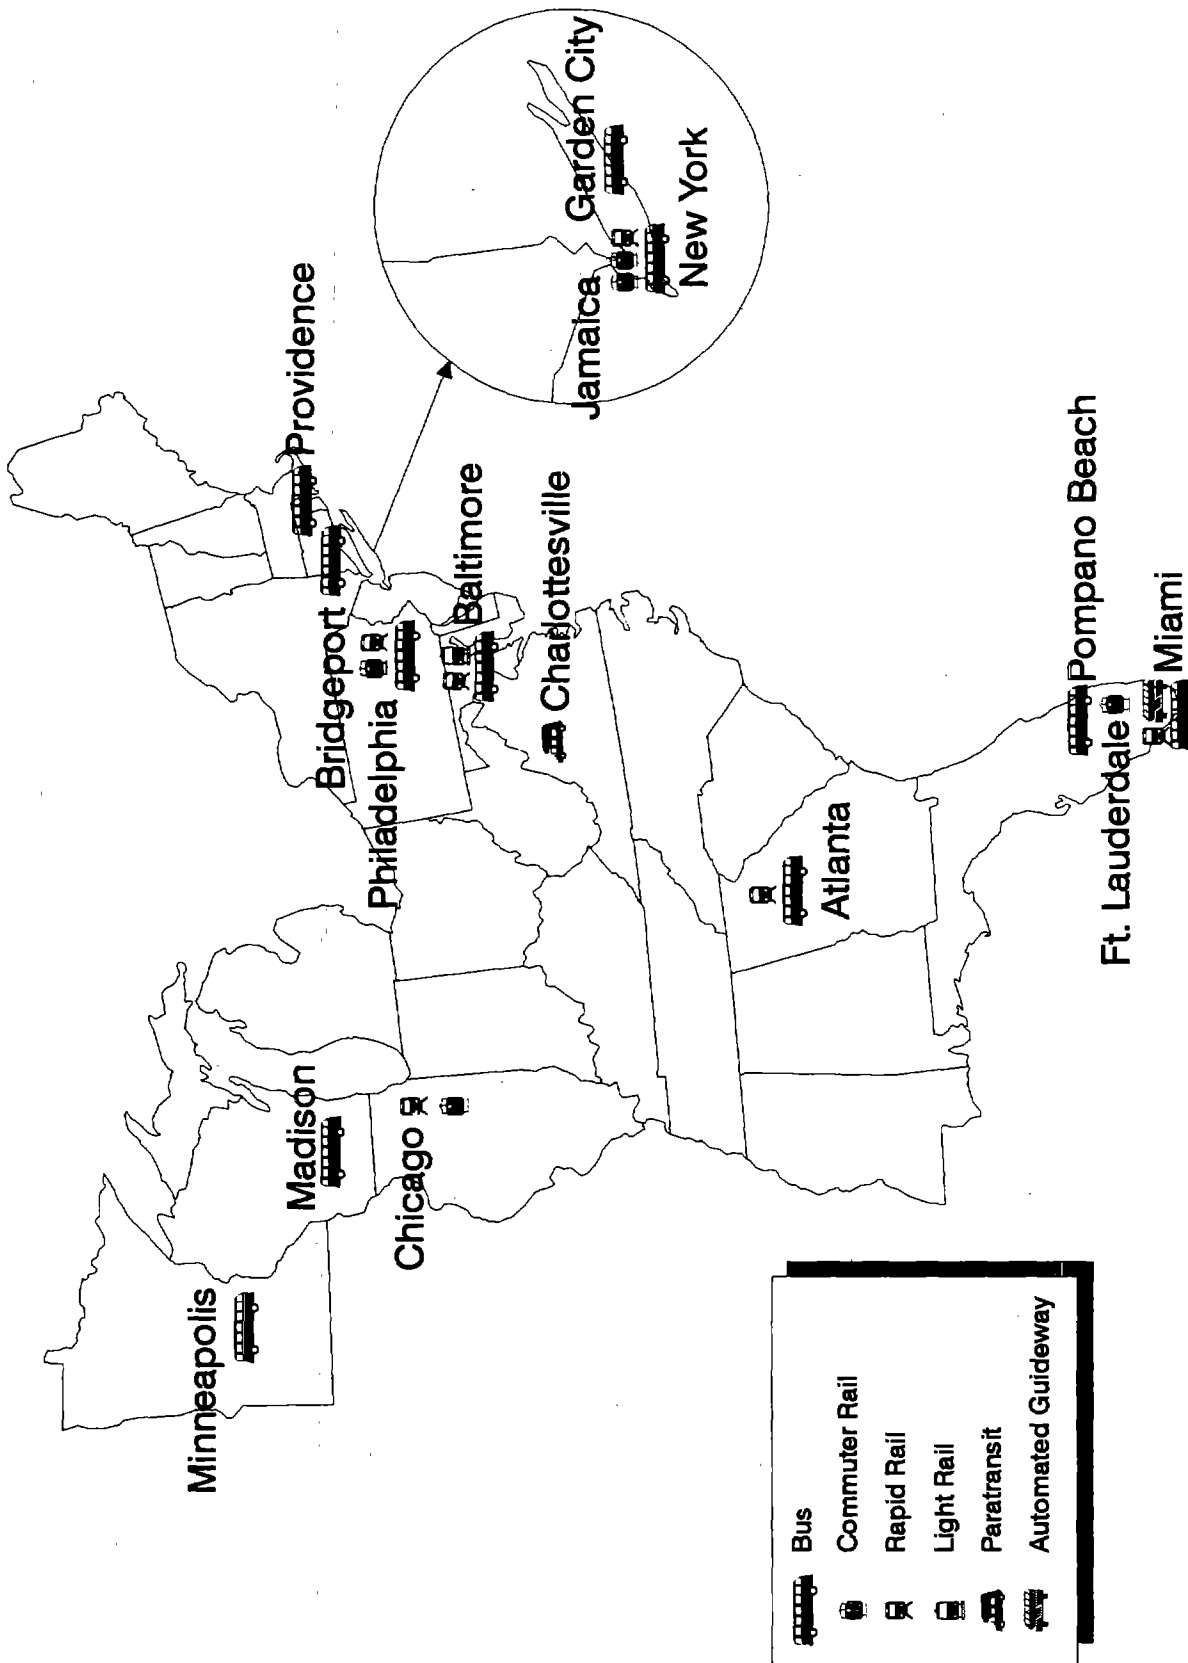 Minneapolis
Madison
Chicago
Bridgeport
Providence
Philadelphia
Baltimore
Charlottesville
Atlanta
Pompano Beach
Ft. Lauderdale
Miami
Jamaica
Garden City
New York
Bus
Commuter Rail
Rapid Rail
Light Rail
Paratransit
Automated Guideway